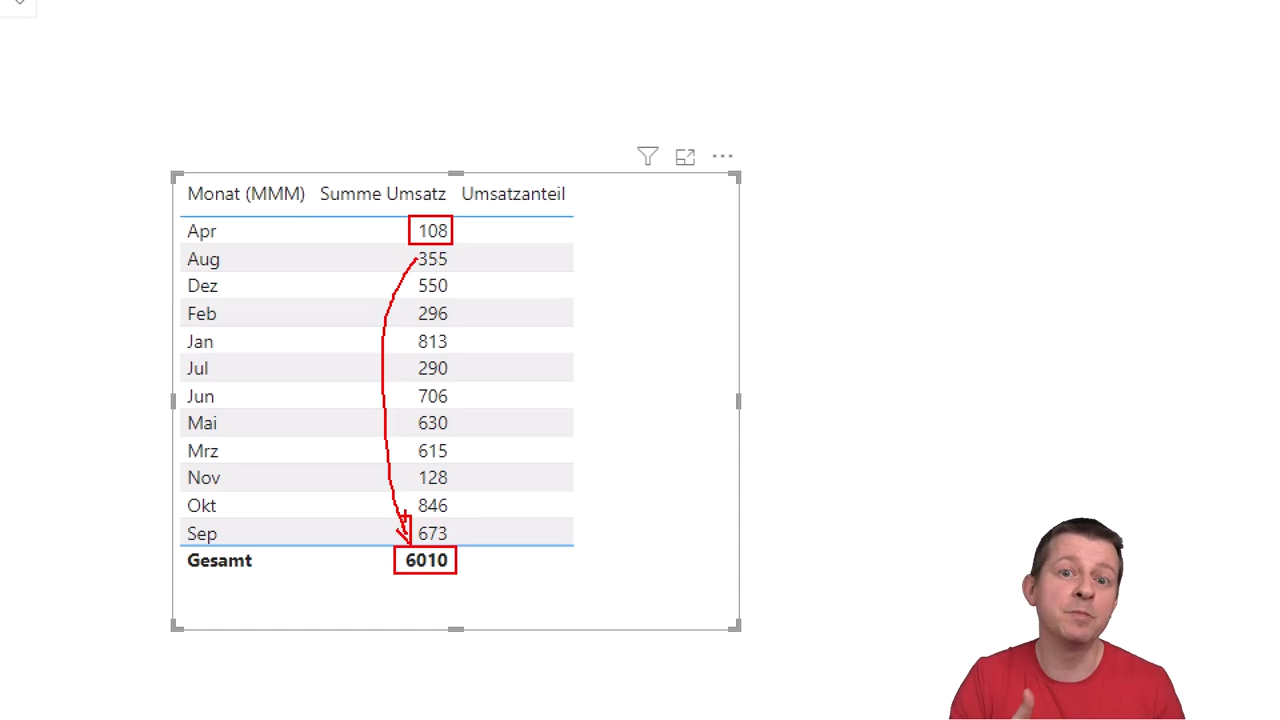 Monat (MMM) Summe Umsatz Umsatzanteil
Apr 108
Aug 355
Dez 550
Feb 296
Jan 813
Jul 290
Jun 706
Mai 630
Mrz 615
Nov 128
Okt 846
Sep 673
Gesamt 6010